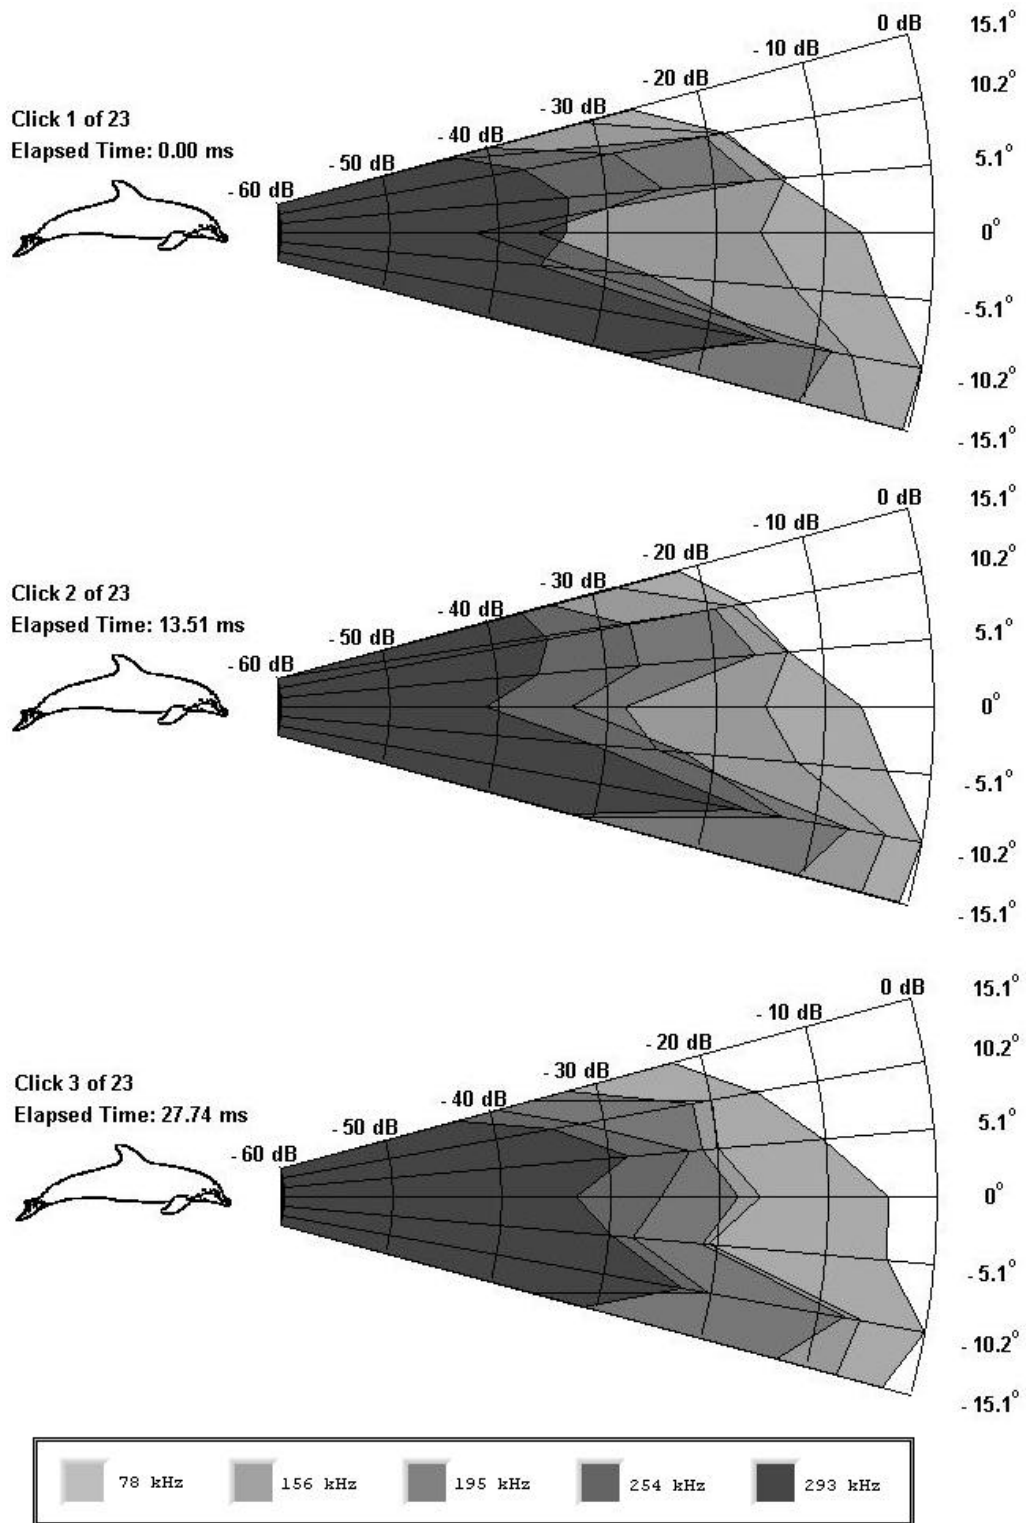 0 dB
15.1°
- 10 dB
10.2°
- 20 dB
- 30 dB
Click 1 of 23
- 40 dB
Elapsed Time: 0.00 ms
5.1°
- 50 dB
- 60 dB
0°
- 5.1°
- 10.2°
- 15.1°
0 dB
15.1°
- 10 dB
10.2°
- 20 dB
- 30 dB
Click 2 of 23
- 40 dB
Elapsed Time: 13.51 ms
5.1°
- 50 dB
- 60 dB
0°
- 5.1°
- 10.2°
- 15.1°
0 dB
15.1°
- 10 dB
10.2°
- 20 dB
- 30 dB
Click 3 of 23
- 40 dB
Elapsed Time: 27.74 ms
5.1°
- 50 dB
- 60 dB
0°
- 5.1°
- 10.2°
- 15.1°
78 kHz
156 kHz
195 kHz
254 kHz
293 kHz